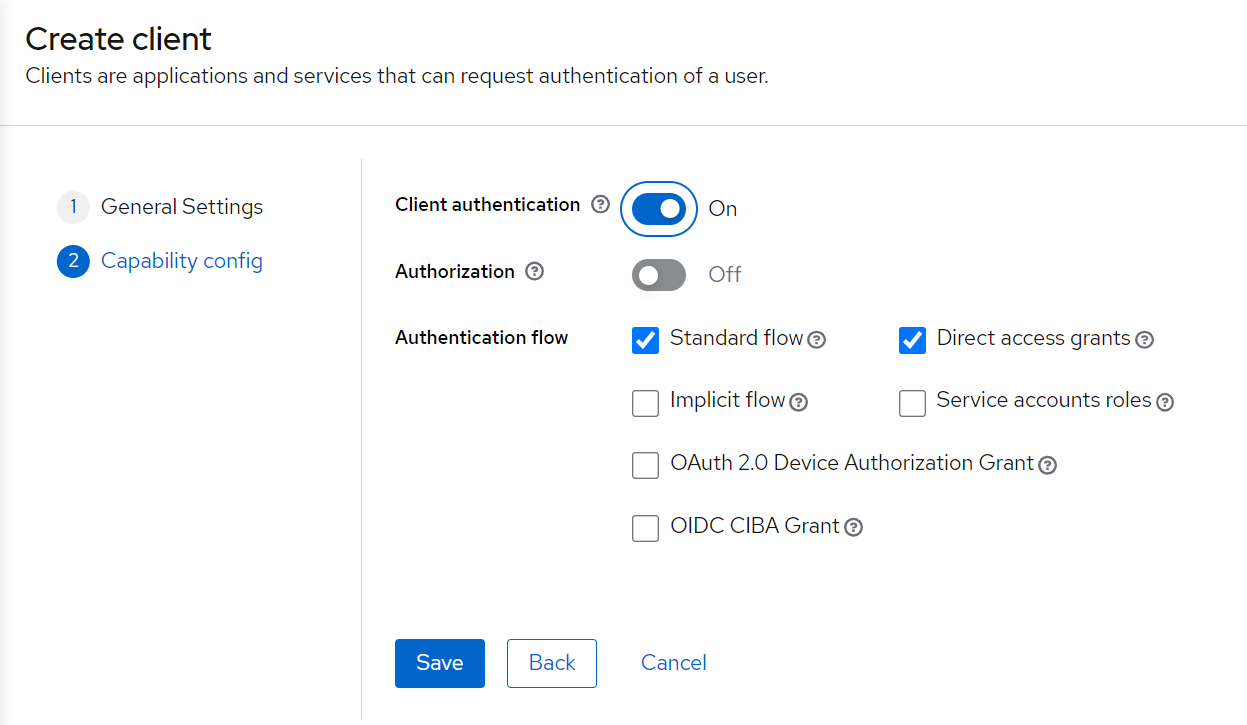 Create client
Clients are applications and services that can request authentication of a user.
1 General Settings
2 Capability config
Client authentication ? On
Authorization ? Off
Authentication flow Standard flow ? Direct access grants ?
Implicit flow ? Service accounts roles ?
OAuth 2.0 Device Authorization Grant ?
OIDC CIBA Grant ?
Save Back Cancel